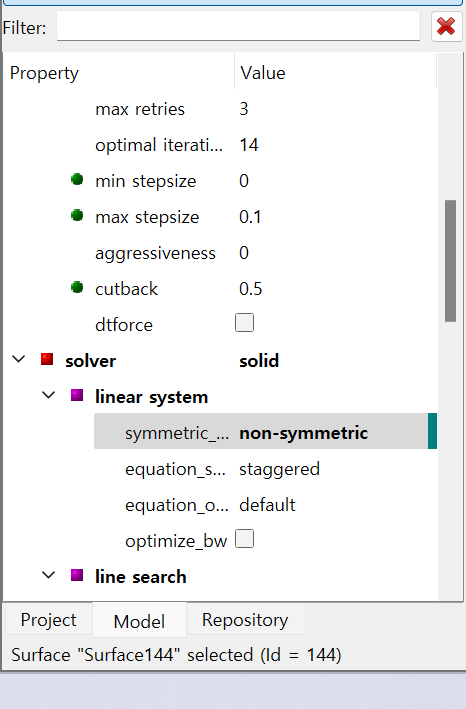 Filter:
Property Value
max retries 3
optimal iterati... 14
min stepsize 0
max stepsize 0.1
aggressiveness 0
cutback 0.5
dtforce
solver solid
linear system
symmetric_... non-symmetric
equation_s... staggered
equation_o... default
optimize_bw
line search
Project Model Repository
Surface "Surface144" selected (Id = 144)